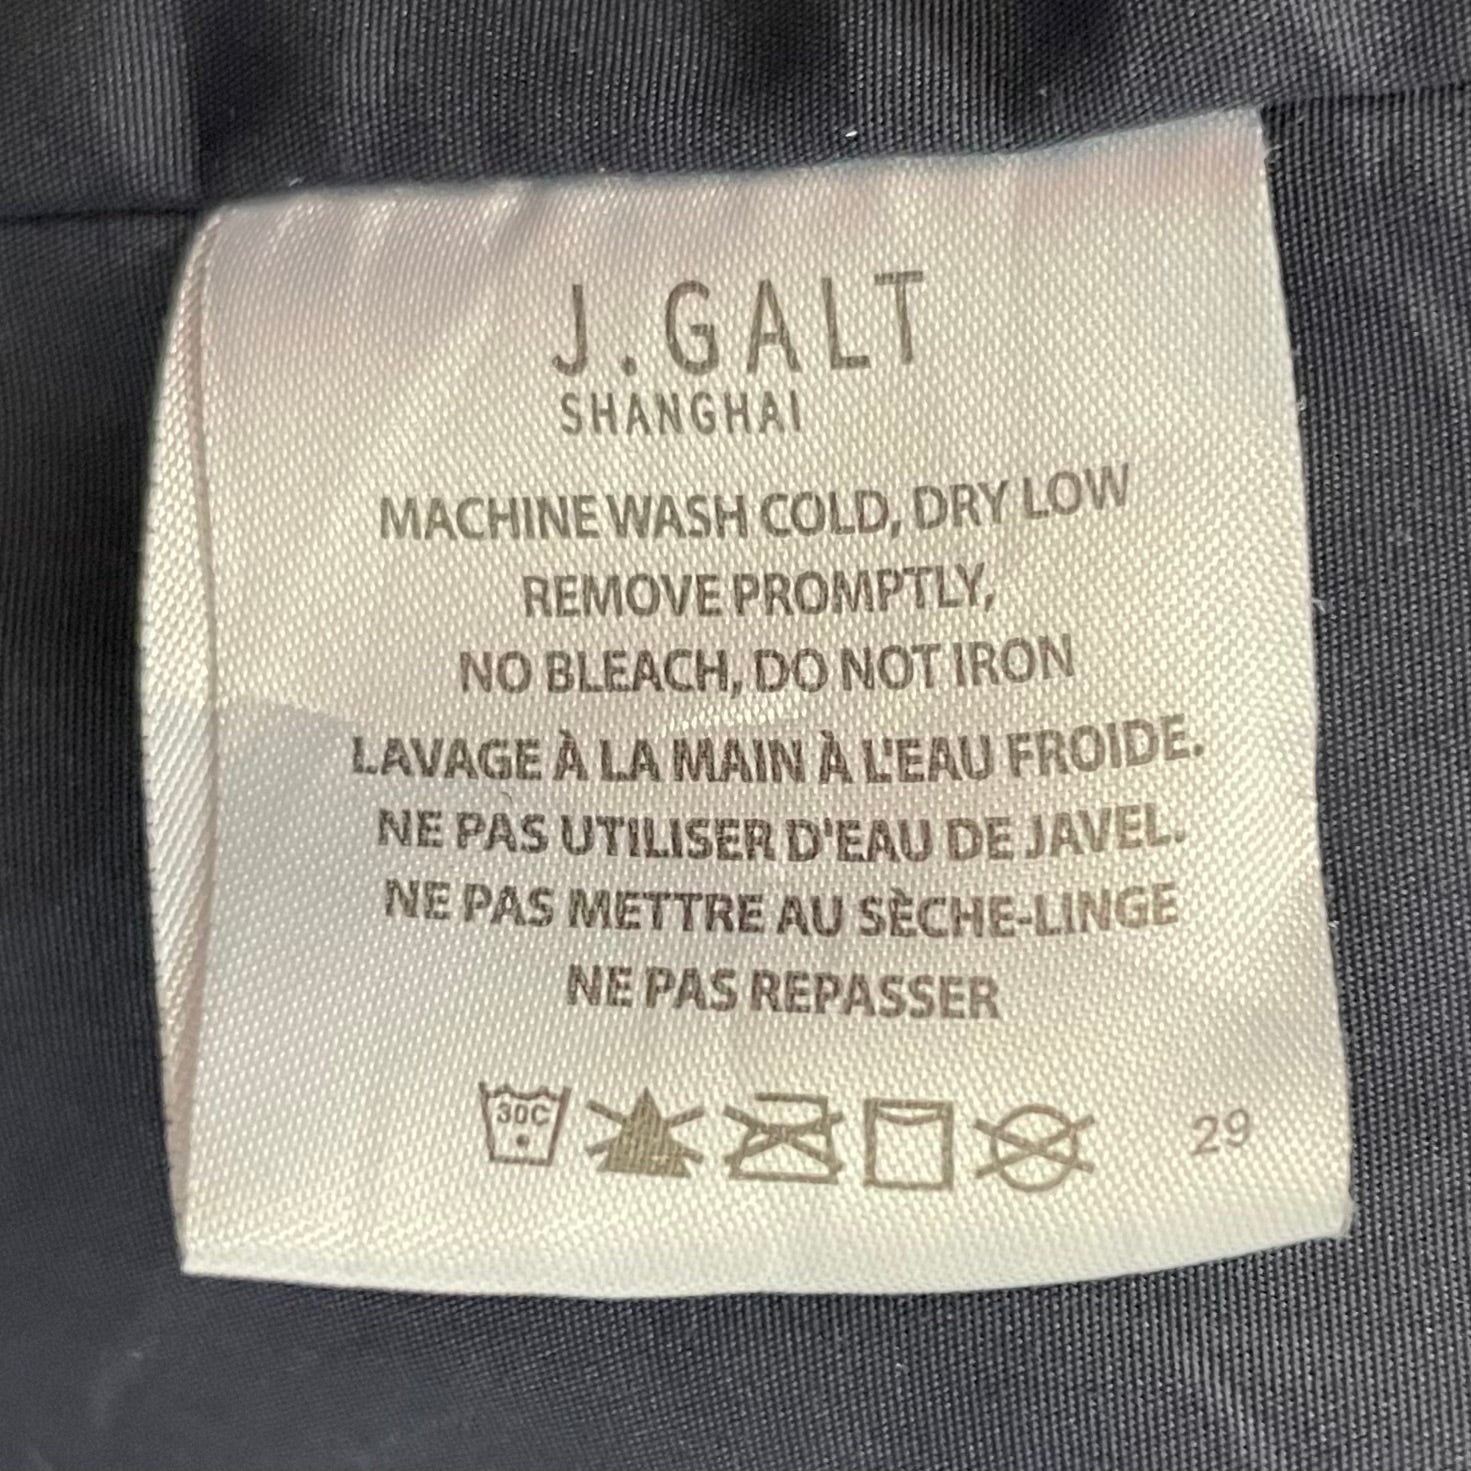 J.GALT
SHANGHAI
MACHINE WASH COLD, DRY LOW
REMOVE PROMPTLY,
NO BLEACH, DO NOT IRON
LAVAGE À LA MAIN À L'EAU FROIDE.
NE PAS UTILISER D'EAU DE JAVEL.
NE PAS METTRE AU SÈCHE-LINGE
NE PAS REPASSER
30C
29